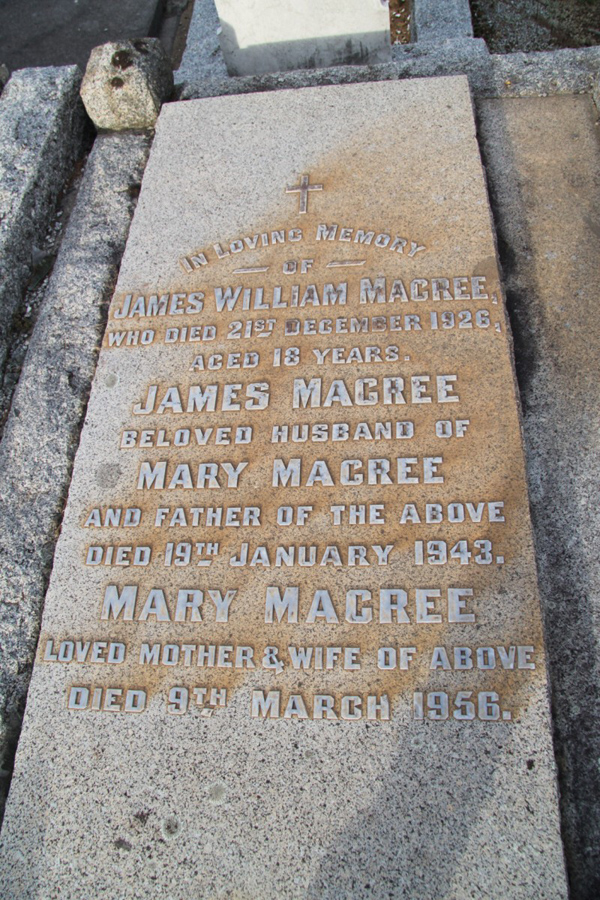 IN LOVING MEMORY
OF
JAMES WILLIAM MACREE,
WHO DIED 21ST DECEMBER 1926,
AGED 18 YEARS.
JAMES MACREE
BELOVED HUSBAND OF
MARY MACREE
AND FATHER OF THE ABOVE
DIED 19TH JANUARY 1943.
MARY MACREE
LOVED MOTHER & WIFE OF ABOVE
DIED 9TH MARCH 1956.